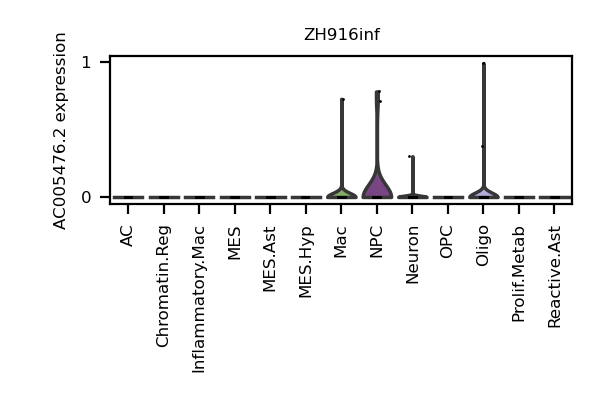 ZH916inf
AC005476.2 expression
1
0
AC
Chromatin.Reg
Inflammatory.Mac
MES
MES.Ast
MES.Hyp
Mac
NPC
Neuron
OPC
Oligo
Prolif.Metab
Reactive.Ast